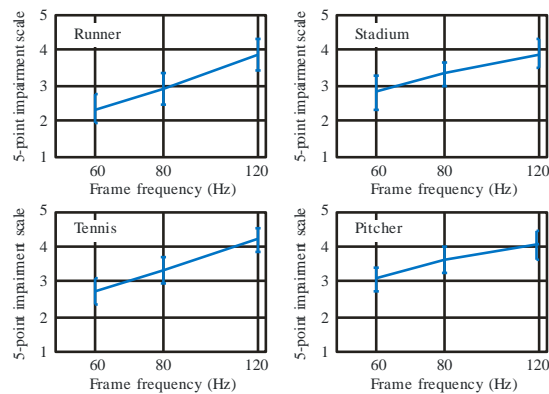 5-point impairment scale
5
4
3
2
1
Runner
60 80 120
Frame frequency (Hz)
5-point impairment scale
5
4
3
2
1
Stadium
60 80 120
Frame frequency (Hz)
5-point impairment scale
5
4
3
2
1
Tennis
60 80 120
Frame frequency (Hz)
5-point impairment scale
5
4
3
2
1
Pitcher
60 80 120
Frame frequency (Hz)